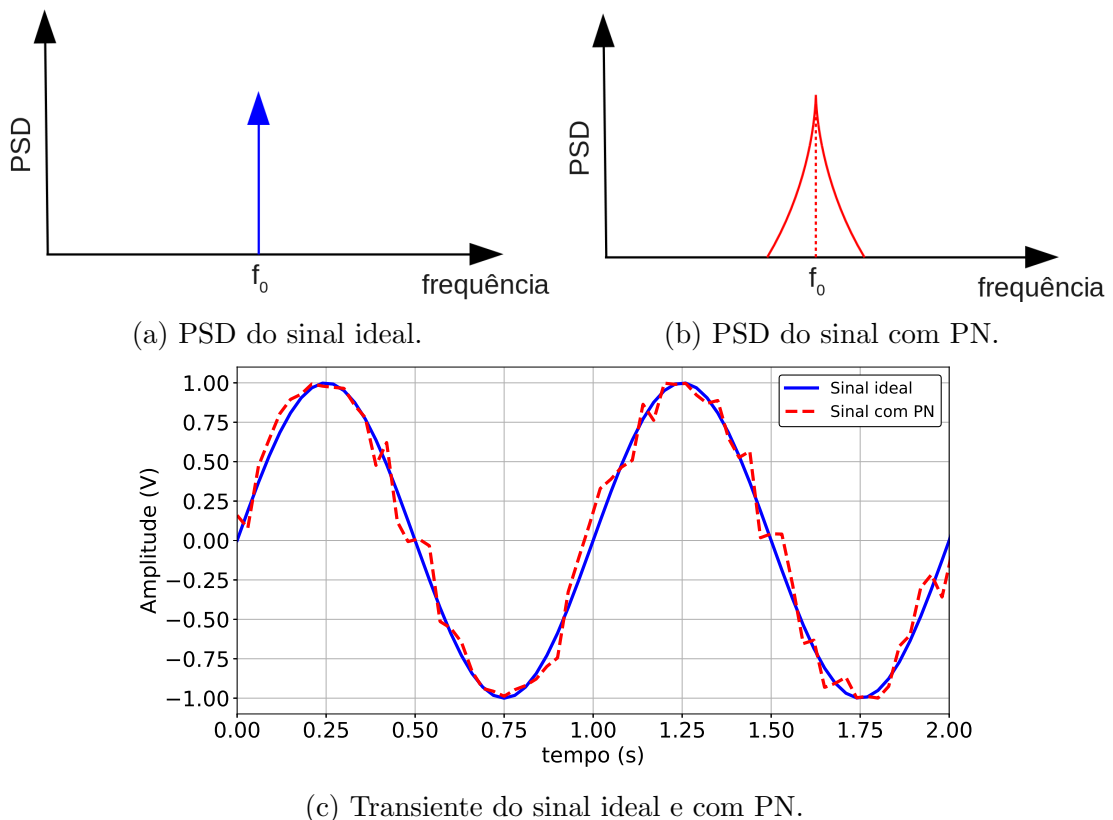 PSD
f₀
frequência
(a) PSD do sinal ideal.
PSD
f₀
frequência
(b) PSD do sinal com PN.
Amplitude (V)
1.00
0.75
0.50
0.25
0.00
−0.25
−0.50
−0.75
−1.00
Sinal ideal
Sinal com PN
0.00 0.25 0.50 0.75 1.00 1.25 1.50 1.75 2.00
tempo (s)
(c) Transiente do sinal ideal e com PN.